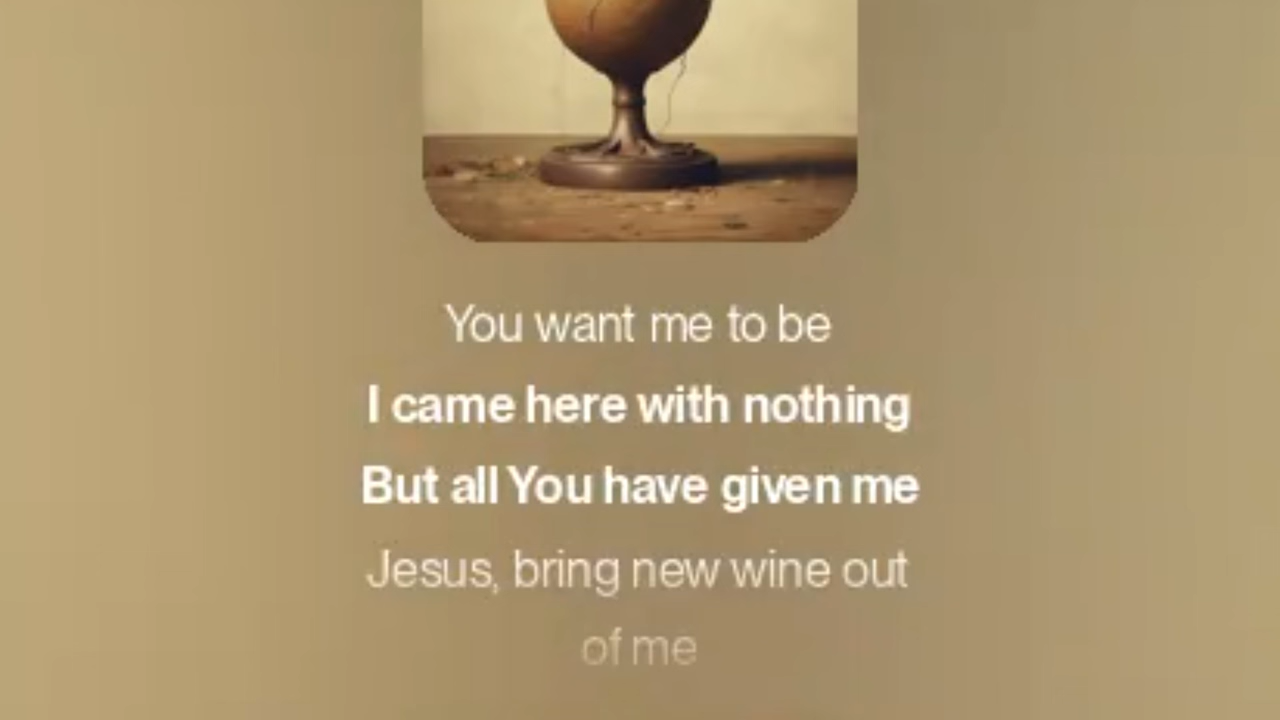 You want me to be
I came here with nothing
But all You have given me
Jesus, bring new wine out
of me